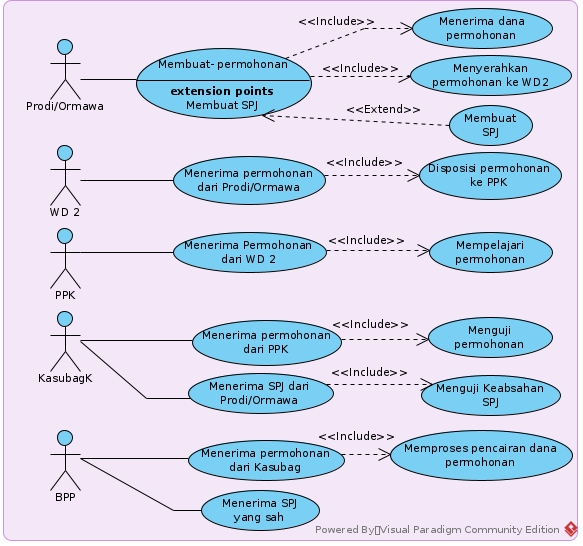 <<Include>>
Menerima dana
permohonan
Membuat- permohonan
<<Include>>
Menyerahkan
permohonan ke WD2
extension points
Membuat SPJ
<<Extend>>
Membuat
SPJ
Prodi/Ormawa
<<Include>>
Menerima permohonan
dari Prodi/Ormawa
Disposisi permohonan
ke PPK
WD 2
<<Include>>
Menerima Permohonan
dari WD 2
Mempelajari
permohonan
PPK
<<Include>>
Menerima permohonan
dari PPK
Menguji
permohonan
KasubagK
<<Include>>
Menerima SPJ dari
Prodi/Ormawa
Menguji Keabsahan
SPJ
<<Include>>
Menerima permohonan
dari Kasubag
Memproses pencairan dana
permohonan
BPP
Menerima SPJ
yang sah
Powered By▯Visual Paradigm Community Edition